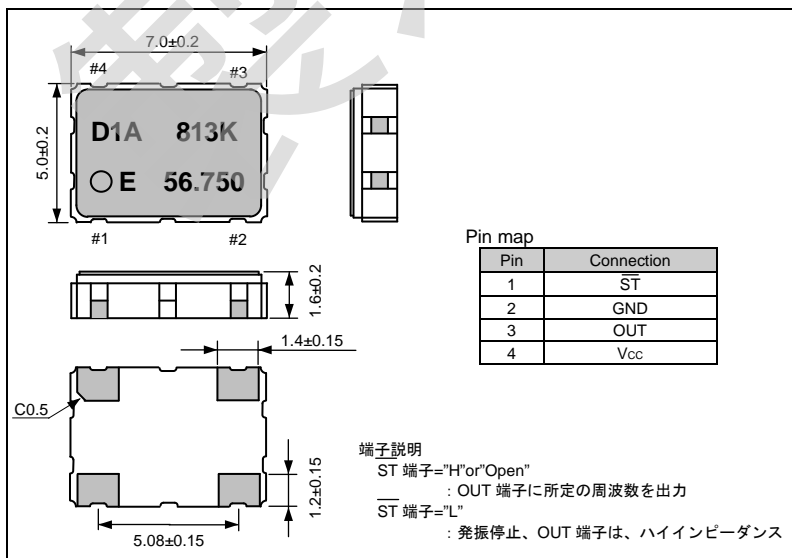 7.0±0.2
#4 #3
5.0±0.2
D1A 813K
E 56.750
#1 #2
1.6±0.2
1.4±0.15
C0.5
1.2±0.15
5.08±0.15
Pin map
Pin Connection
1 ST
2 GND
3 OUT
4 Vcc
端子説明
ST 端子="H"or"Open"
: OUT 端子に所定の周波数を出力
ST 端子="L"
: 発振停止、OUT 端子は、ハイインピーダンス